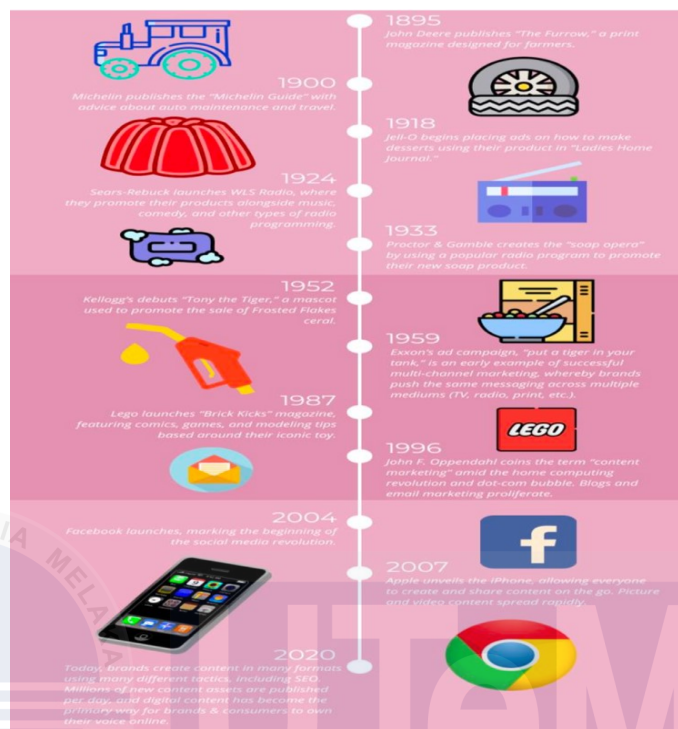 1895
John Deere publishes "The Furrow," a print
magazine designed for farmers.
1900
Michelin publishes the "Michelin Guide" with
advice about auto maintenance and travel.
1918
Jell-O begins placing ads on how to make
desserts using their product in "Ladies Home
Journal."
1924
Sears-Rebuck launches WLS Radio, where
they promote their products alongside music,
comedy, and other types of radio
programming.
1933
Proctor & Gamble creates the "soap opera"
by using a popular radio program to promote
their new soap product.
1952
Kellogg's debuts "Tony the Tiger," a mascot
used to promote the sale of Frosted Flakes
ceral.
1959
Exxon's ad campaign, "put a tiger in your
tank," is an early example of successful
multi-channel marketing, whereby brands
push the same messaging across multiple
mediums (TV, radio, print, etc.).
1987
Lego launches "Brick Kicks" magazine,
featuring comics, games, and modeling tips
based around their iconic toy.
LEGO
1996
John F. Oppendahl coins the term "content
marketing" amid the home computing
revolution and dot-com bubble. Blogs and
email marketing proliferate.
2004
Facebook launches, marking the beginning of
the social media revolution.
f
2007
Apple unveils the iPhone, allowing everyone
to create and share content on the go. Picture
and video content spread rapidly.
2020
Today, brands create content in many formats
using many different tactics, including SEO.
Millions of new content assets are published
per day, and digital content has become the
primary way for brands & consumers to own
their voice online.
IA MELA
UTeM